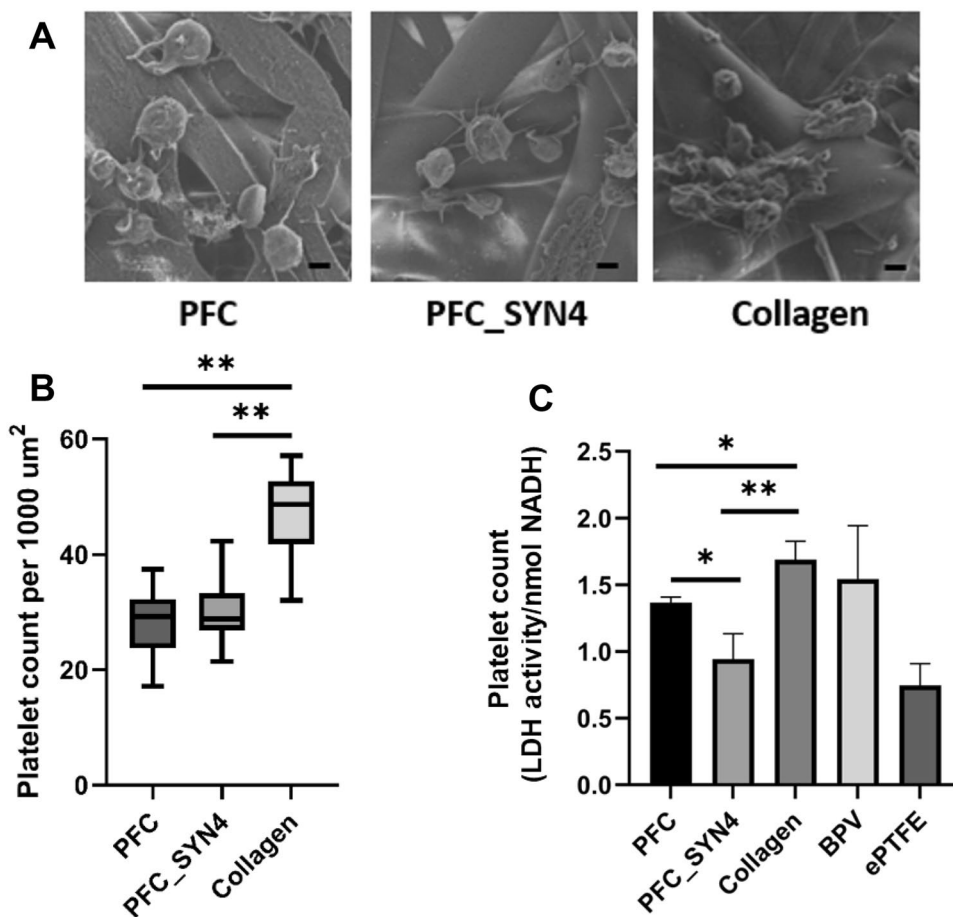 A
PFC
PFC_SYN4
Collagen
B
**
**
Platelet count per 1000 um²
60
40
20
0
PFC
PFC_SYN4
Collagen
C
*
**
*
Platelet count
(LDH activity/nmol NADH)
2.5
2.0
1.5
1.0
0.5
0.0
PFC
PFC_SYN4
Collagen
BPV
ePTFE